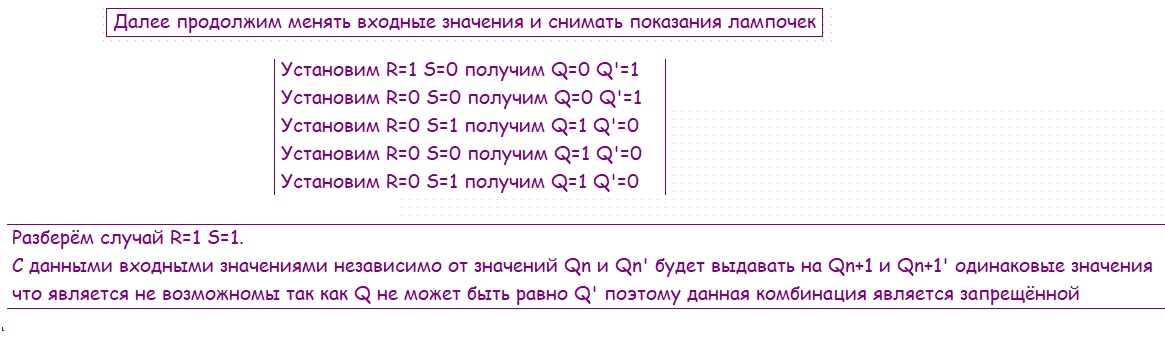 Далее продолжим менять входные значения и снимать показания лампочек
Установим R=1 S=0 получим Q=0 Q'=1
Установим R=0 S=0 получим Q=0 Q'=1
Установим R=0 S=1 получим Q=1 Q'=0
Установим R=0 S=0 получим Q=1 Q'=0
Установим R=0 S=1 получим Q=1 Q'=0
Разберём случай R=1 S=1.
С данными входными значениями независимо от значений Qn и Qn' будет выдавать на Qn+1 и Qn+1' одинаковые значения
что является не возможномы так как Q не может быть равно Q' поэтому данная комбинация является запрещённой